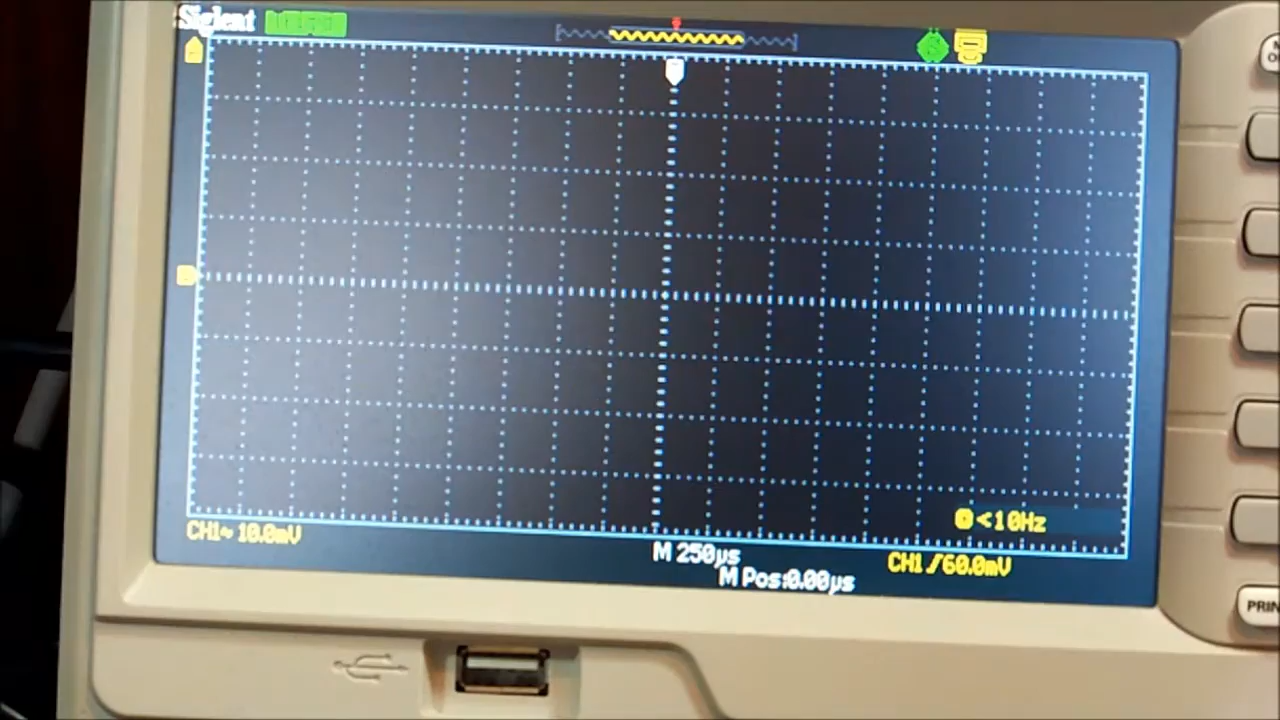 Siglent
CH1~ 10.0mV
M 250µs
M Pos:0.00µs
<10Hz
CH1 / 60.0mV
PRIN